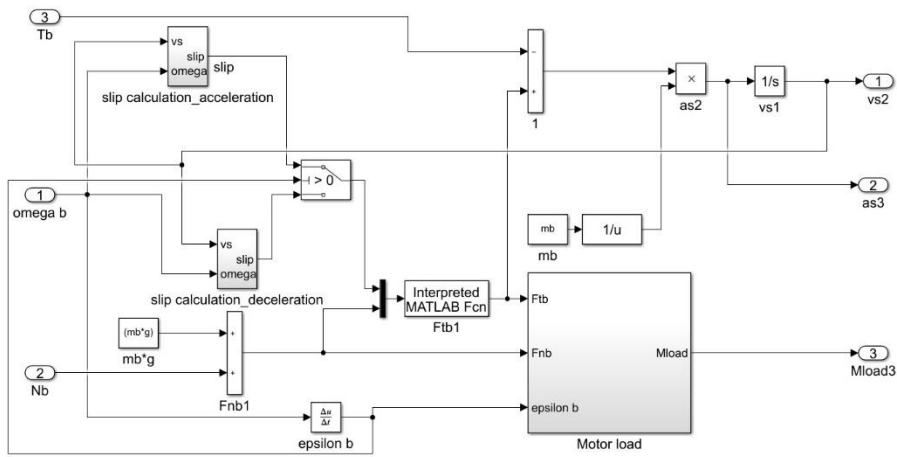 3
Tb
vs
slip
omega
slip
slip calculation_acceleration
−
+
1
×
as2
1/s
vs1
1
vs2
> 0
2
as3
1
omega b
mb
mb
1/u
vs
slip
omega
slip calculation_deceleration
Interpreted
MATLAB Fcn
Ftb1
Ftb
Fnb
epsilon b
Mload
Motor load
3
Mload3
(mb*g)
mb*g
+
+
Fnb1
2
Nb
Δu
Δt
epsilon b